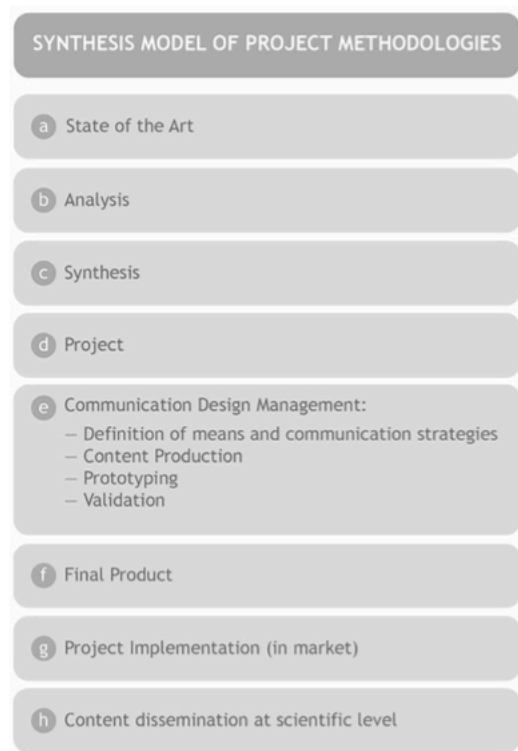 SYNTHESIS MODEL OF PROJECT METHODOLOGIES
a State of the Art
b Analysis
c Synthesis
d Project
e Communication Design Management:
— Definition of means and communication strategies
— Content Production
— Prototyping
— Validation
f Final Product
g Project Implementation (in market)
h Content dissemination at scientific level